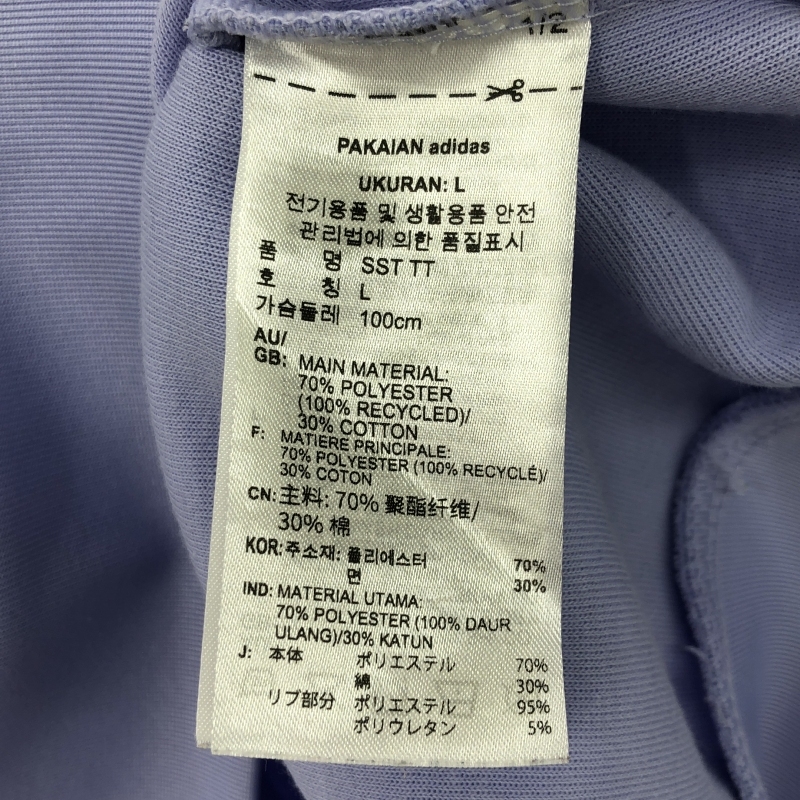 1/2
PAKAIAN adidas
UKURAN: L
전기용품 및 생활용품 안전
관리법에 의한 품질표시
품 명 SST TT
호 칭 L
가슴둘레 100cm
AU/
GB: MAIN MATERIAL:
70% POLYESTER
(100% RECYCLED)/
30% COTTON
F: MATIERE PRINCIPALE:
70% POLYESTER (100% RECYCLÉ)/
30% COTON
CN: 主料: 70% 聚酯纤维/
30% 棉
KOR: 주소재: 폴리에스터 70%
면 30%
IND: MATERIAL UTAMA:
70% POLYESTER (100% DAUR
ULANG)/30% KATUN
J: 本体 ポリエステル 70%
綿 30%
リブ部分 ポリエステル 95%
ポリウレタン 5%